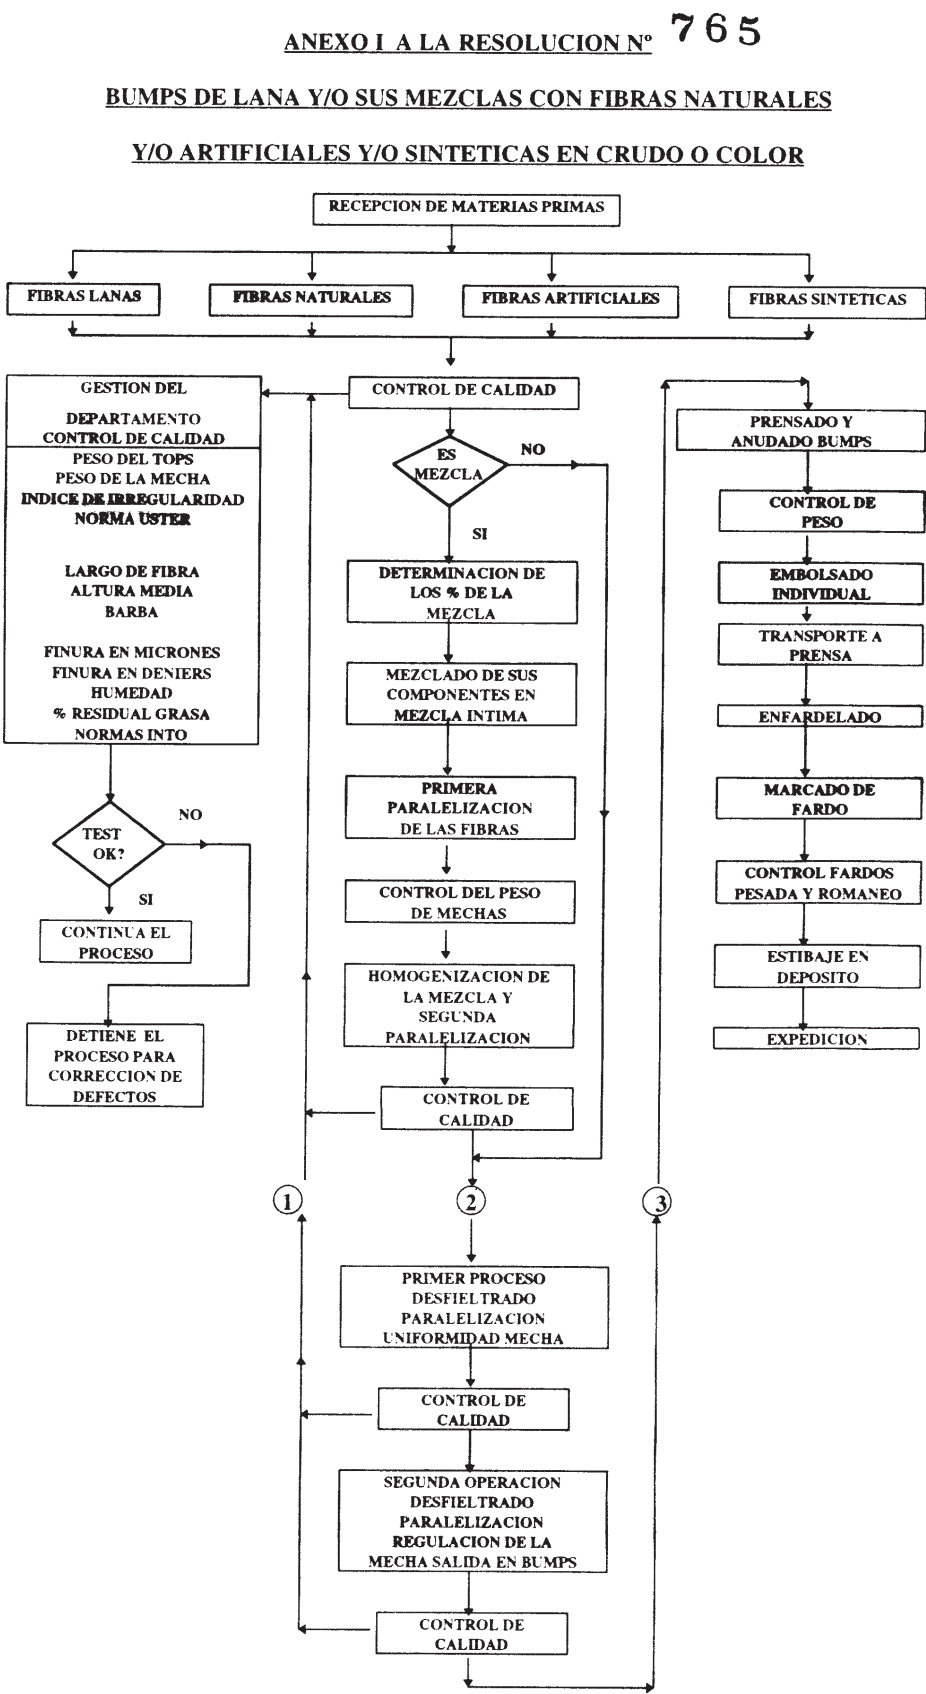 ANEXO I A LA RESOLUCION Nº 765
BUMPS DE LANA Y/O SUS MEZCLAS CON FIBRAS NATURALES
Y/O ARTIFICIALES Y/O SINTETICAS EN CRUDO O COLOR
RECEPCION DE MATERIAS PRIMAS
FIBRAS LANAS
FIBRAS NATURALES
FIBRAS ARTIFICIALES
FIBRAS SINTETICAS
GESTION DEL
DEPARTAMENTO
CONTROL DE CALIDAD
PESO DEL TOPS
PESO DE LA MECHA
INDICE DE IRREGULARIDAD
NORMA USTER
LARGO DE FIBRA
ALTURA MEDIA
BARBA
FINURA EN MICRONES
FINURA EN DENIERS
HUMEDAD
% RESIDUAL GRASA
NORMAS INTO
TEST
OK?
NO
SI
CONTINUA EL
PROCESO
DETIENE EL
PROCESO PARA
CORRECCION DE
DEFECTOS
CONTROL DE CALIDAD
ES
MEZCLA
NO
SI
DETERMINACION DE
LOS % DE LA
MEZCLA
MEZCLADO DE SUS
COMPONENTES EN
MEZCLA INTIMA
PRIMERA
PARALELIZACION
DE LAS FIBRAS
CONTROL DEL PESO
DE MECHAS
HOMOGENIZACION DE
LA MEZCLA Y
SEGUNDA
PARALELIZACION
CONTROL DE
CALIDAD
1
2
3
PRIMER PROCESO
DESFIELTRADO
PARALELIZACION
UNIFORMIDAD MECHA
CONTROL DE
CALIDAD
SEGUNDA OPERACION
DESFIELTRADO
PARALELIZACION
REGULACION DE LA
MECHA SALIDA EN BUMPS
CONTROL DE
CALIDAD
PRENSADO Y
ANUDADO BUMPS
CONTROL DE
PESO
EMBOLSADO
INDIVIDUAL
TRANSPORTE A
PRENSA
ENFARDELADO
MARCADO DE
FARDO
CONTROL FARDOS
PESADA Y ROMANEO
ESTIBAJE EN
DEPOSITO
EXPEDICION